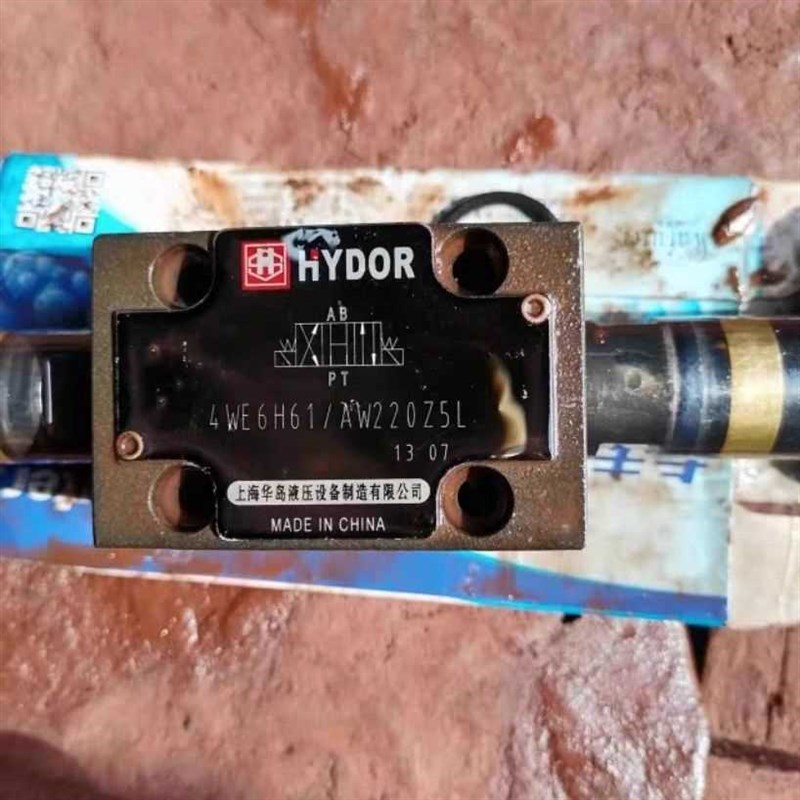 HYDOR
AB
PT
4WE6H61/AW220Z5L
13 07
上海华岛液压设备制造有限公司
MADE IN CHINA